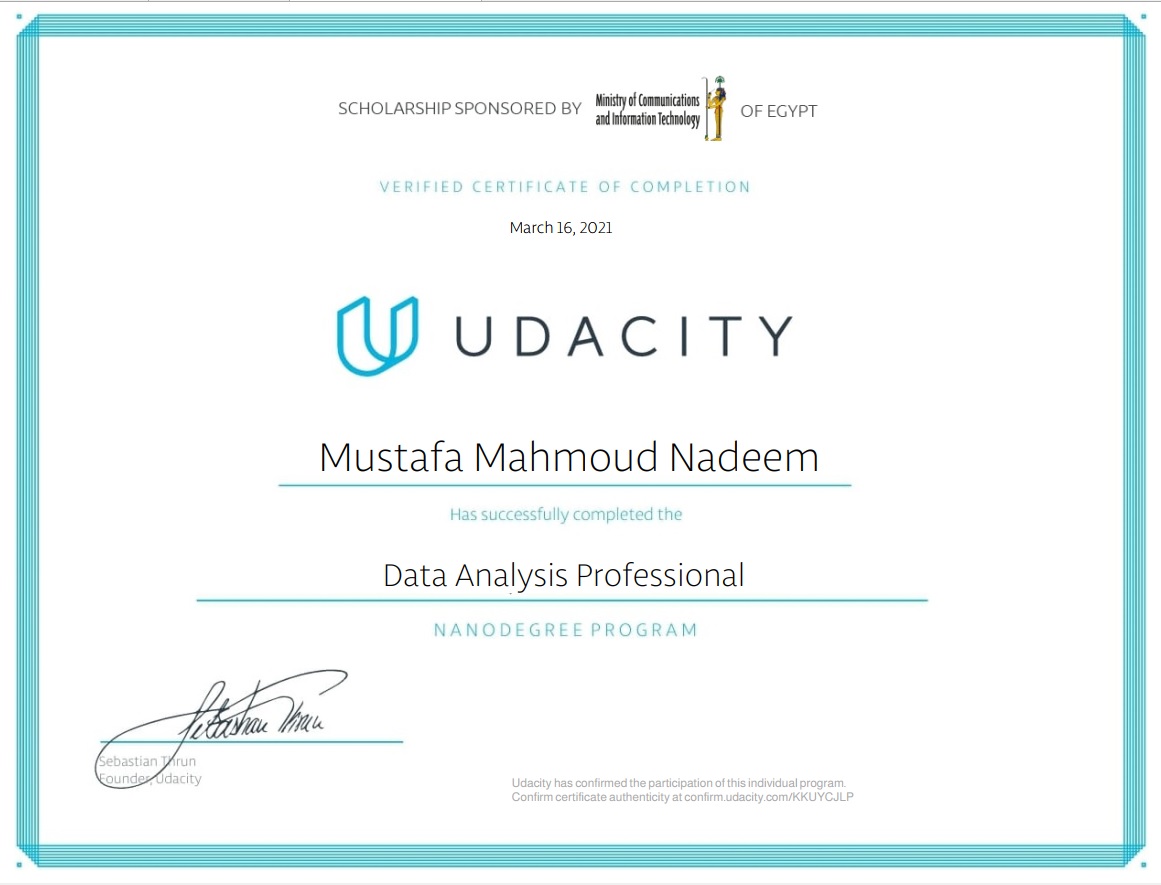 SCHOLARSHIP SPONSORED BY Ministry of Communications and Information Technology OF EGYPT
VERIFIED CERTIFICATE OF COMPLETION
March 16, 2021
UDACITY
Mustafa Mahmoud Nadeem
Has successfully completed the
Data Analysis Professional
NANODEGREE PROGRAM
Sebastian Thrun
Sebastian Thrun
Founder, Udacity
Udacity has confirmed the participation of this individual program.
Confirm certificate authenticity at confirm.udacity.com/KKUYCJLP